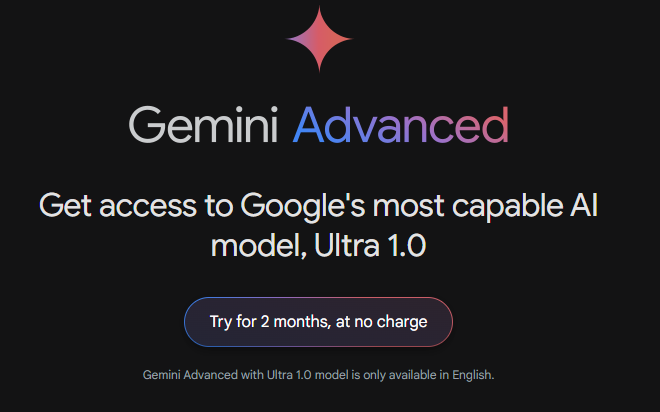 Gemini Advanced
Get access to Google's most capable AI
model, Ultra 1.0
Try for 2 months, at no charge
Gemini Advanced with Ultra 1.0 model is only available in English.